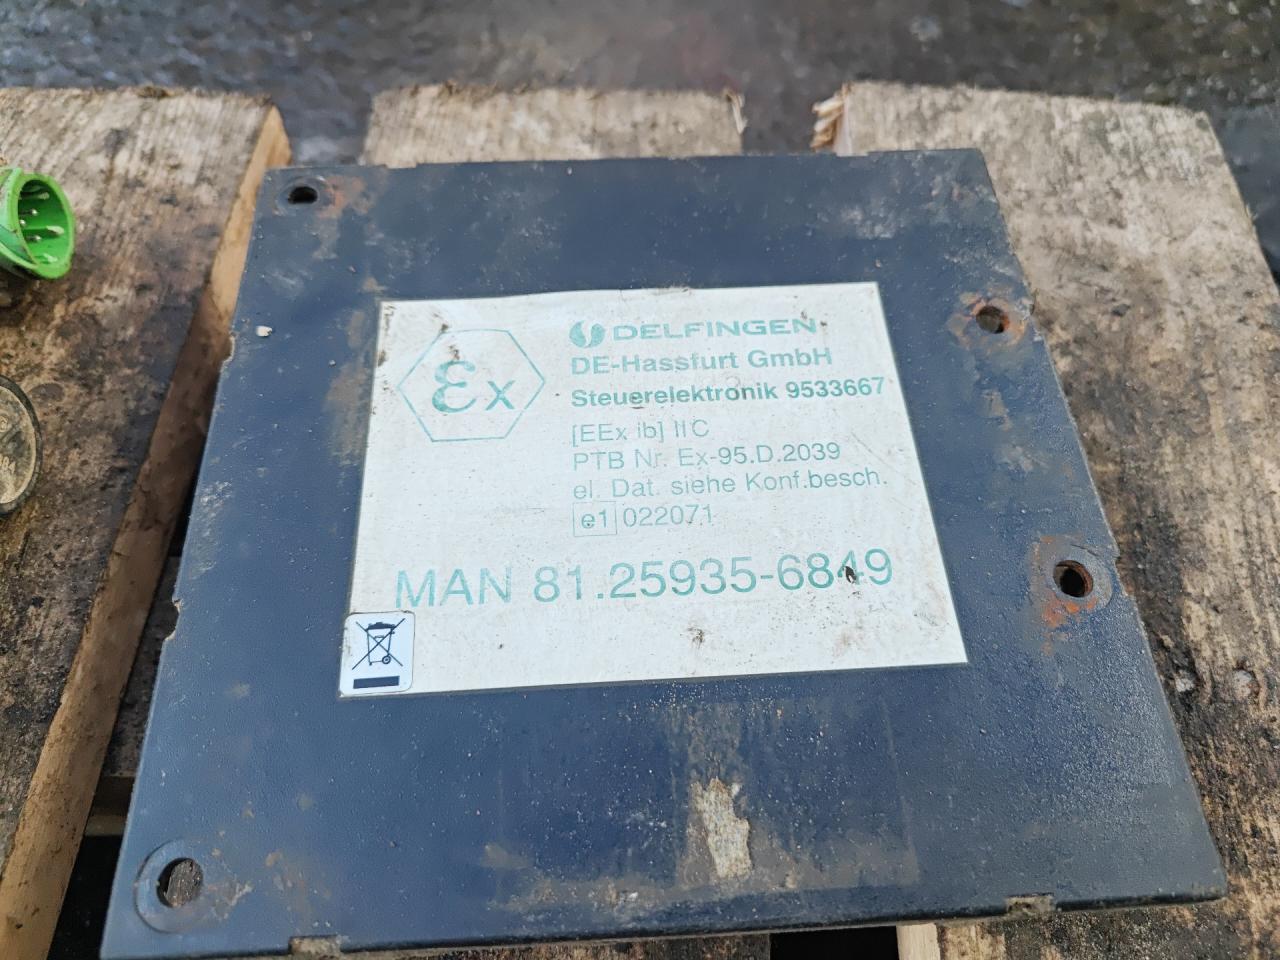 Ex
DELFINGEN
DE-Hassfurt GmbH
Steuerelektronik 9533667
[EEx ib] IIC
PTB Nr. Ex-95.D.2039
el. Dat. siehe Konf.besch.
e1 022071
MAN 81.25935-6849